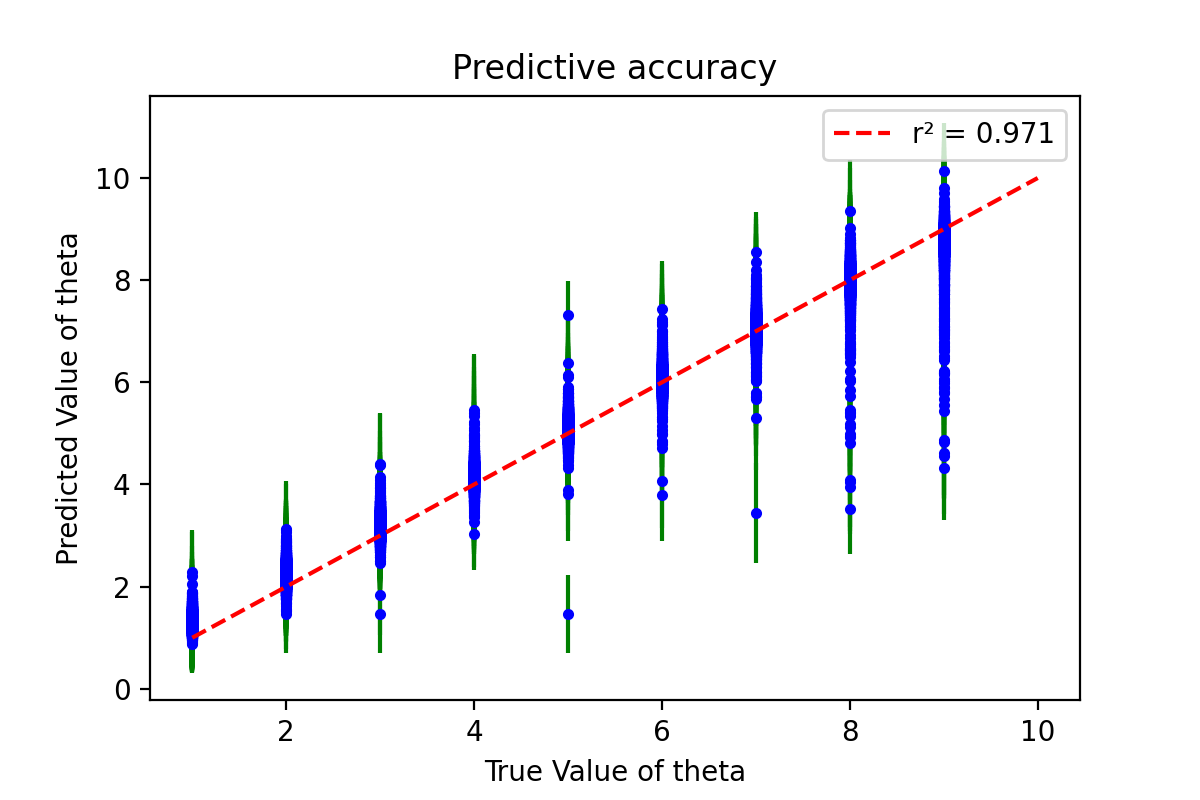 Predictive accuracy
r² = 0.971
Predicted Value of theta
10
8
6
4
2
0
2
4
6
8
10
True Value of theta